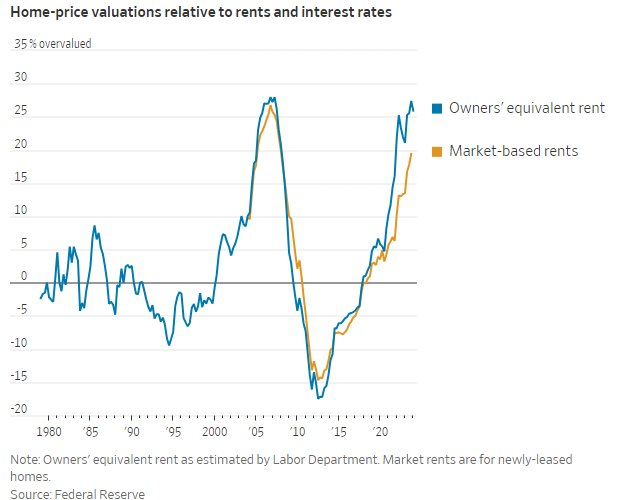 Home-price valuations relative to rents and interest rates
35% overvalued
30
25
20
15
10
5
0
-5
-10
-15
-20
1980 ’85 ’90 ’95 2000 ’05 ’10 ’15 ’20
Owners’ equivalent rent
Market-based rents
Note: Owners’ equivalent rent as estimated by Labor Department. Market rents are for newly-leased
homes.
Source: Federal Reserve